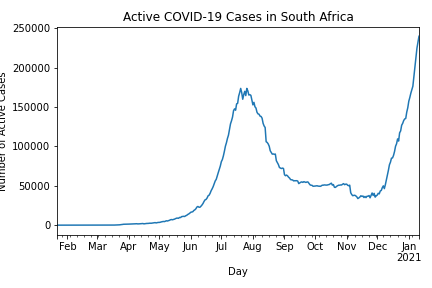 Active COVID-19 Cases in South Africa
Number of Active Cases
250000
200000
150000
100000
50000
0
Feb Mar Apr May Jun Jul Aug Sep Oct Nov Dec Jan
2021
Day